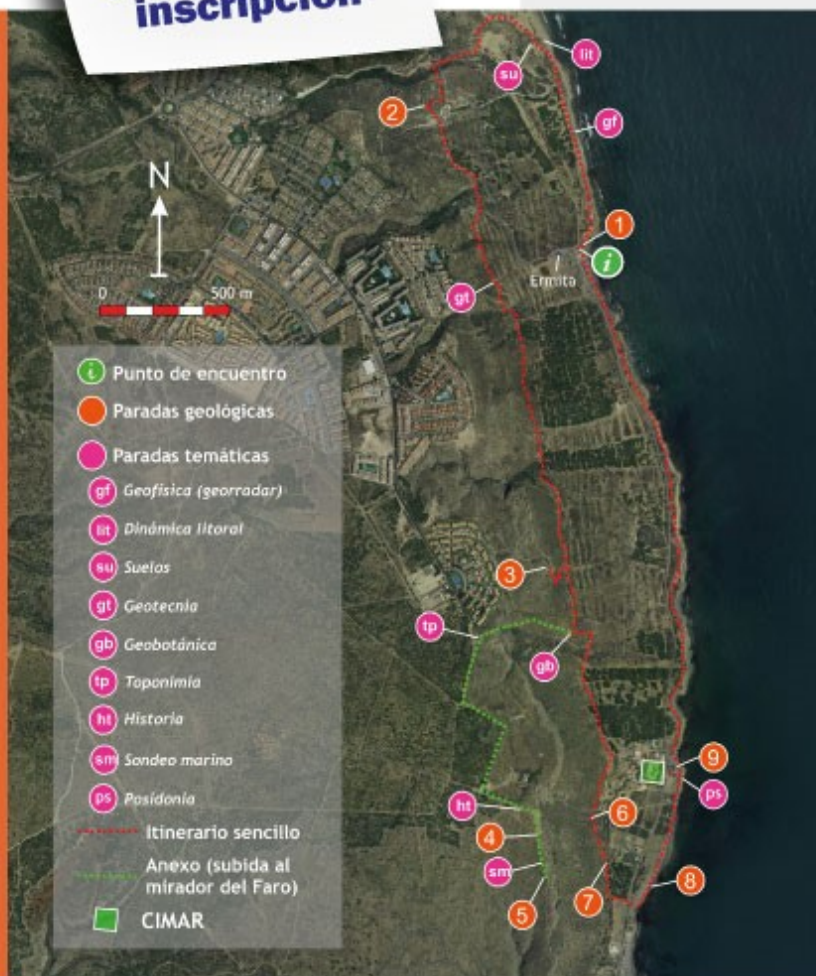 inscripción
lit
su
2
gf
N
1
i
Ermita
0 500 m
gt
i Punto de encuentro
Paradas geológicas
Paradas temáticas
gf Geofísica (georradar)
lit Dinámica litoral
su Suelos
gt Geotecnia
gb Geobotánica
tp Toponimia
ht Historia
sm Sondeo marino
ps Posidonia
Itinerario sencillo
Anexo (subida al
mirador del Faro)
CIMAR
3
tp
gb
9
ps
ht
6
4
sm
8
7
5